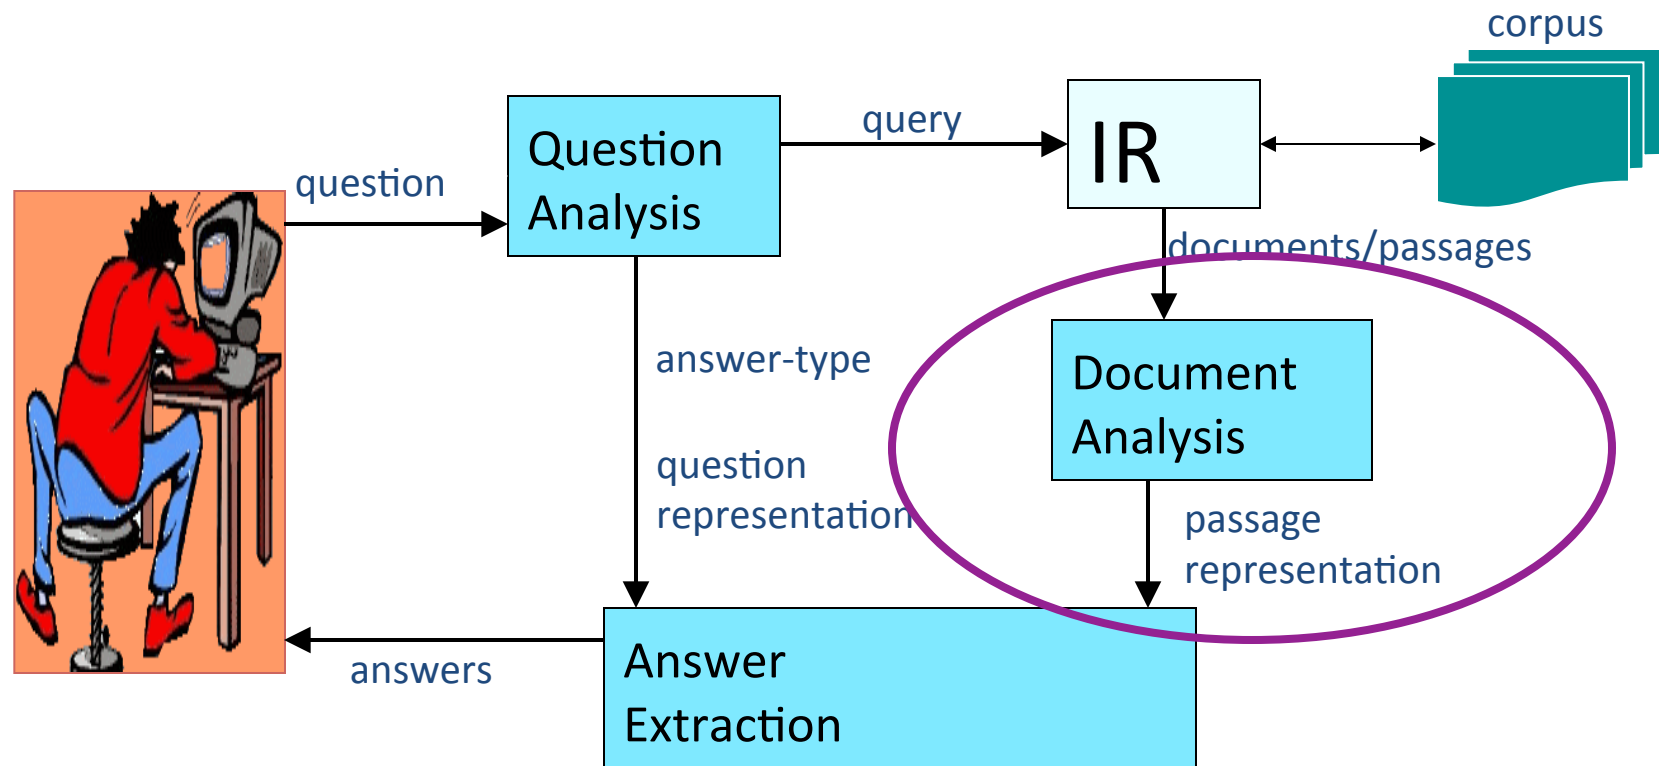 corpus
query
IR
Question
Analysis
question
documents/passages
answer-type
Document
Analysis
question
representation
passage
representation
answers
Answer
Extraction